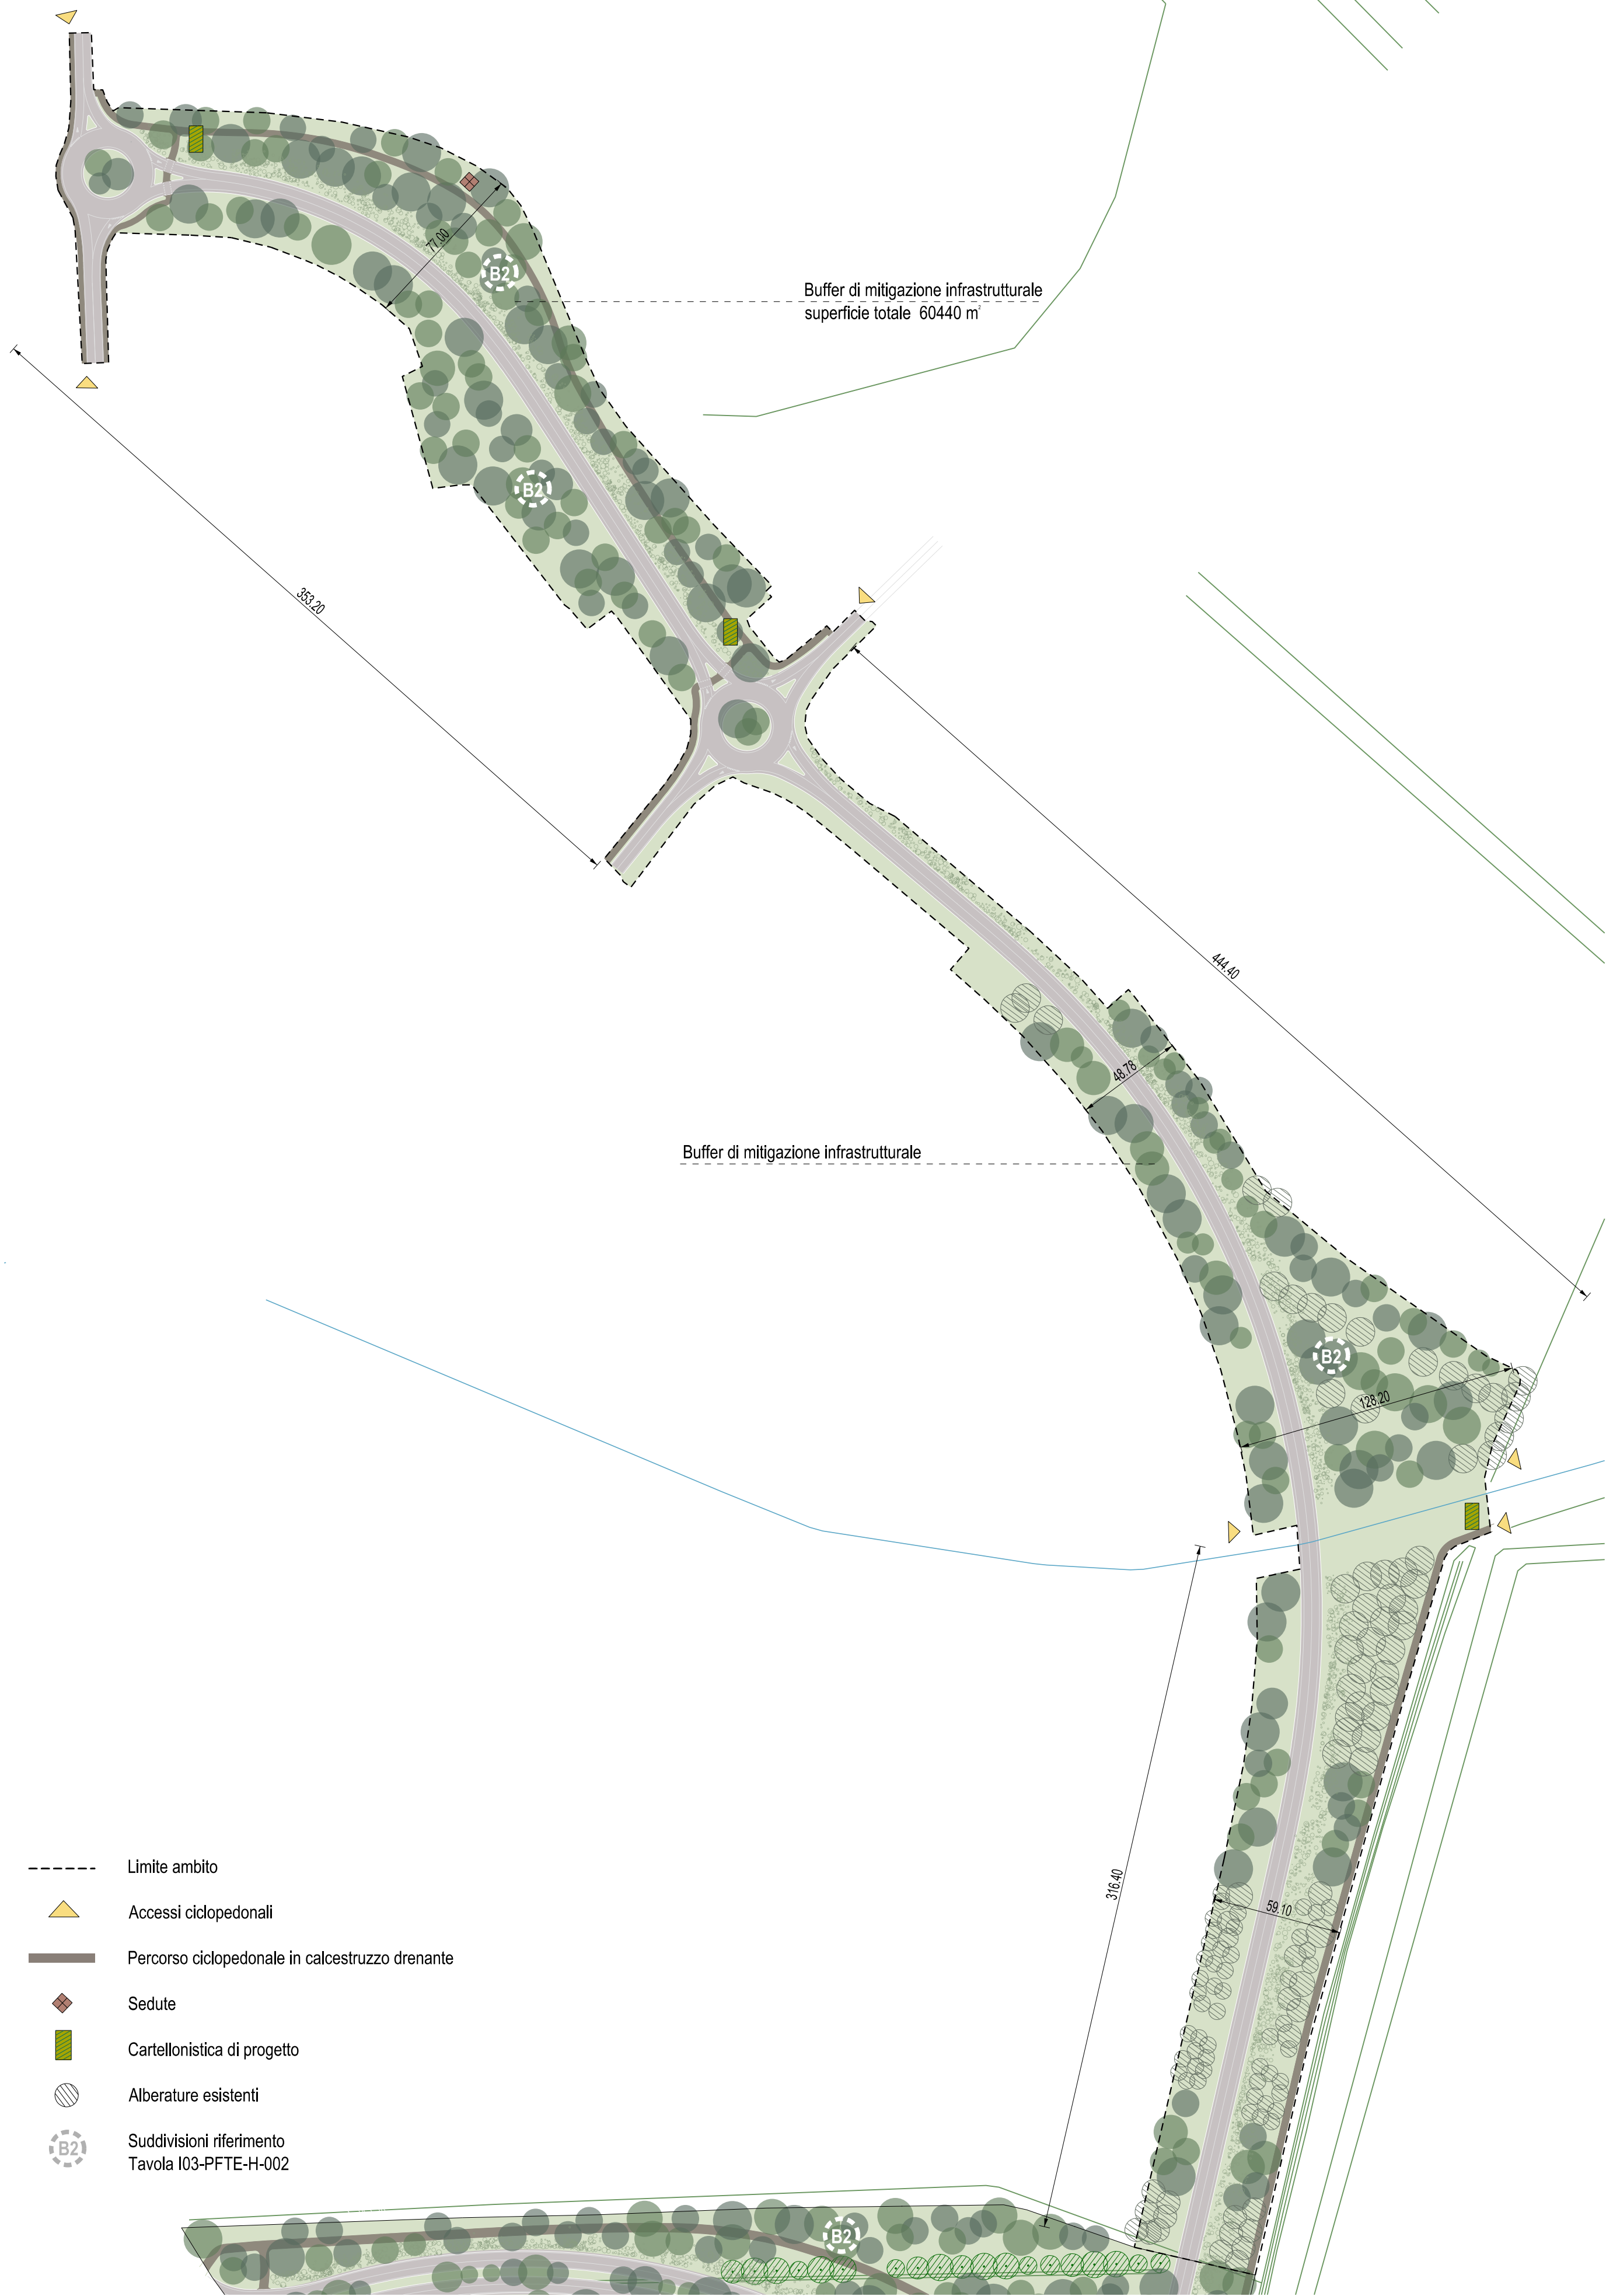 77.00
B2
Buffer di mitigazione infrastrutturale
superficie totale 60440 m²
B2
353.20
444.40
48.78
Buffer di mitigazione infrastrutturale
B2
128.20
316.40
59.10
Limite ambito
Accessi ciclopedonali
Percorso ciclopedonale in calcestruzzo drenante
Sedute
Cartellonistica di progetto
Alberature esistenti
B2
Suddivisioni riferimento
Tavola I03-PFTE-H-002
B2